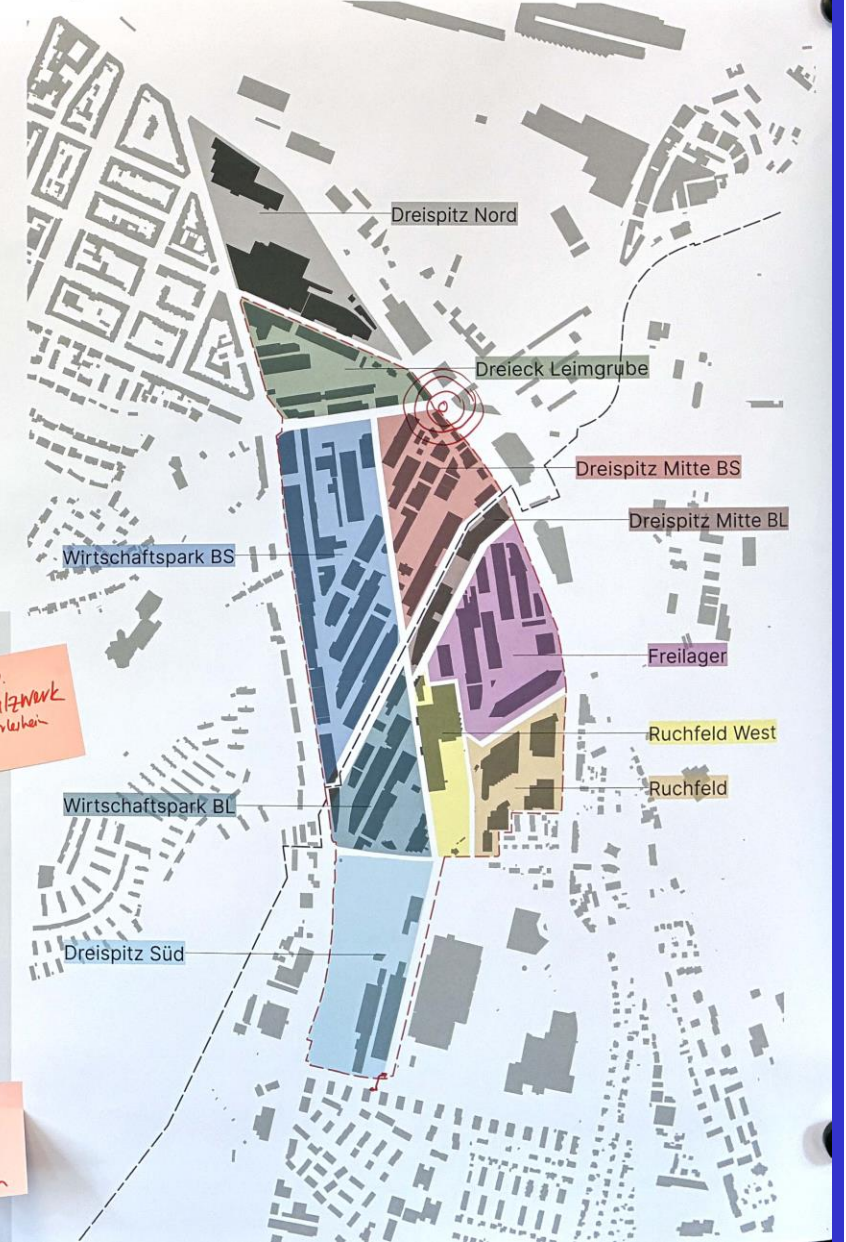 Dreispitz Nord
Dreieck Leimgrube
Dreispitz Mitte BS
Dreispitz Mitte BL
Wirtschaftspark BS
Freilager
Ruchfeld West
Ruchfeld
Wirtschaftspark BL
Dreispitz Süd